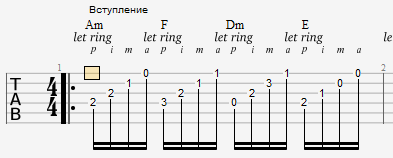 Вступление
Am F Dm E
let ring let ring let ring let ring le
p i m a p i m a p i m a p i m a
1 2
0 1 1 0
T 4 1 1 3 0
A 2 2 2 1
B 4 2 3 0 2